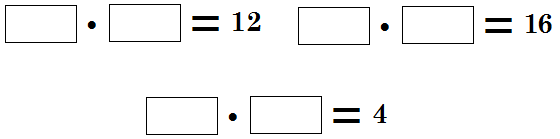 · = 12 · = 16
· = 4